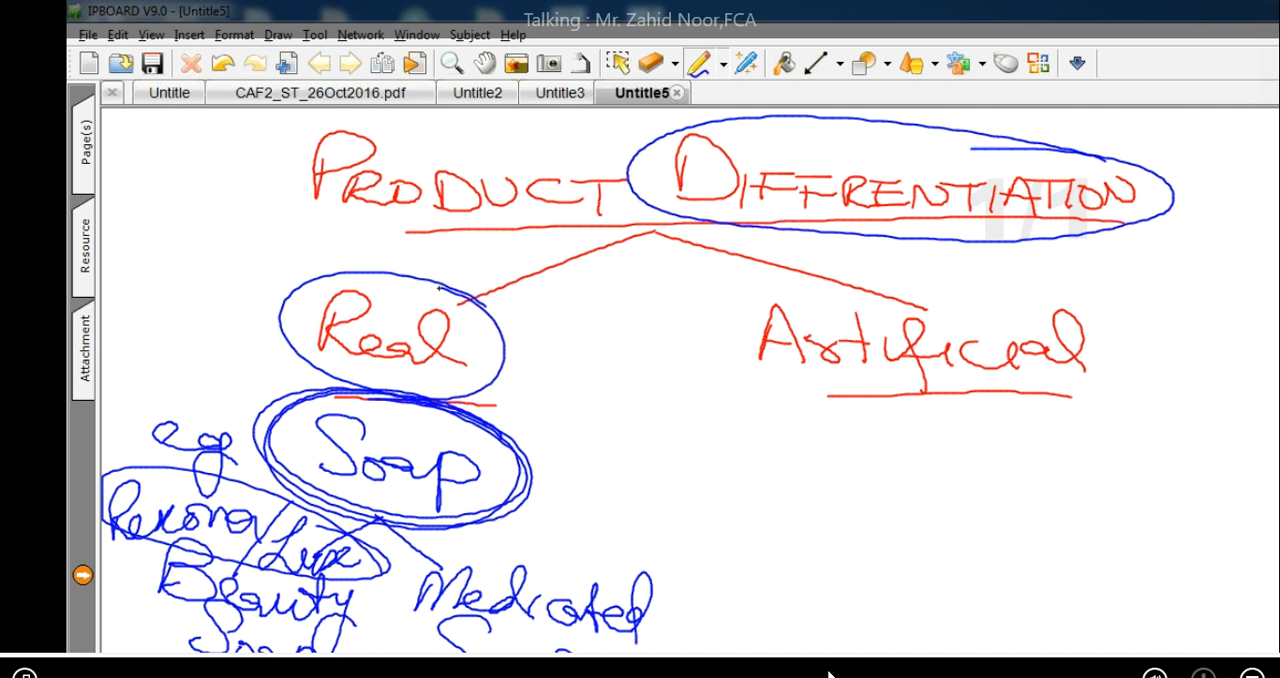 IPBOARD V9.0 - [Untitle5]
Talking : Mr. Zahid Noor,FCA
File Edit View Insert Format Draw Tool Network Window Subject Help
Untitle CAF2_ST_26Oct2016.pdf Untitle2 Untitle3 Untitle5
Page(s)
Resource
Attachment
PRODUCT DIFFRENTIATION
1/1
Real Artificial
eg Soap
Rexona/Lux
Beauty Medicated